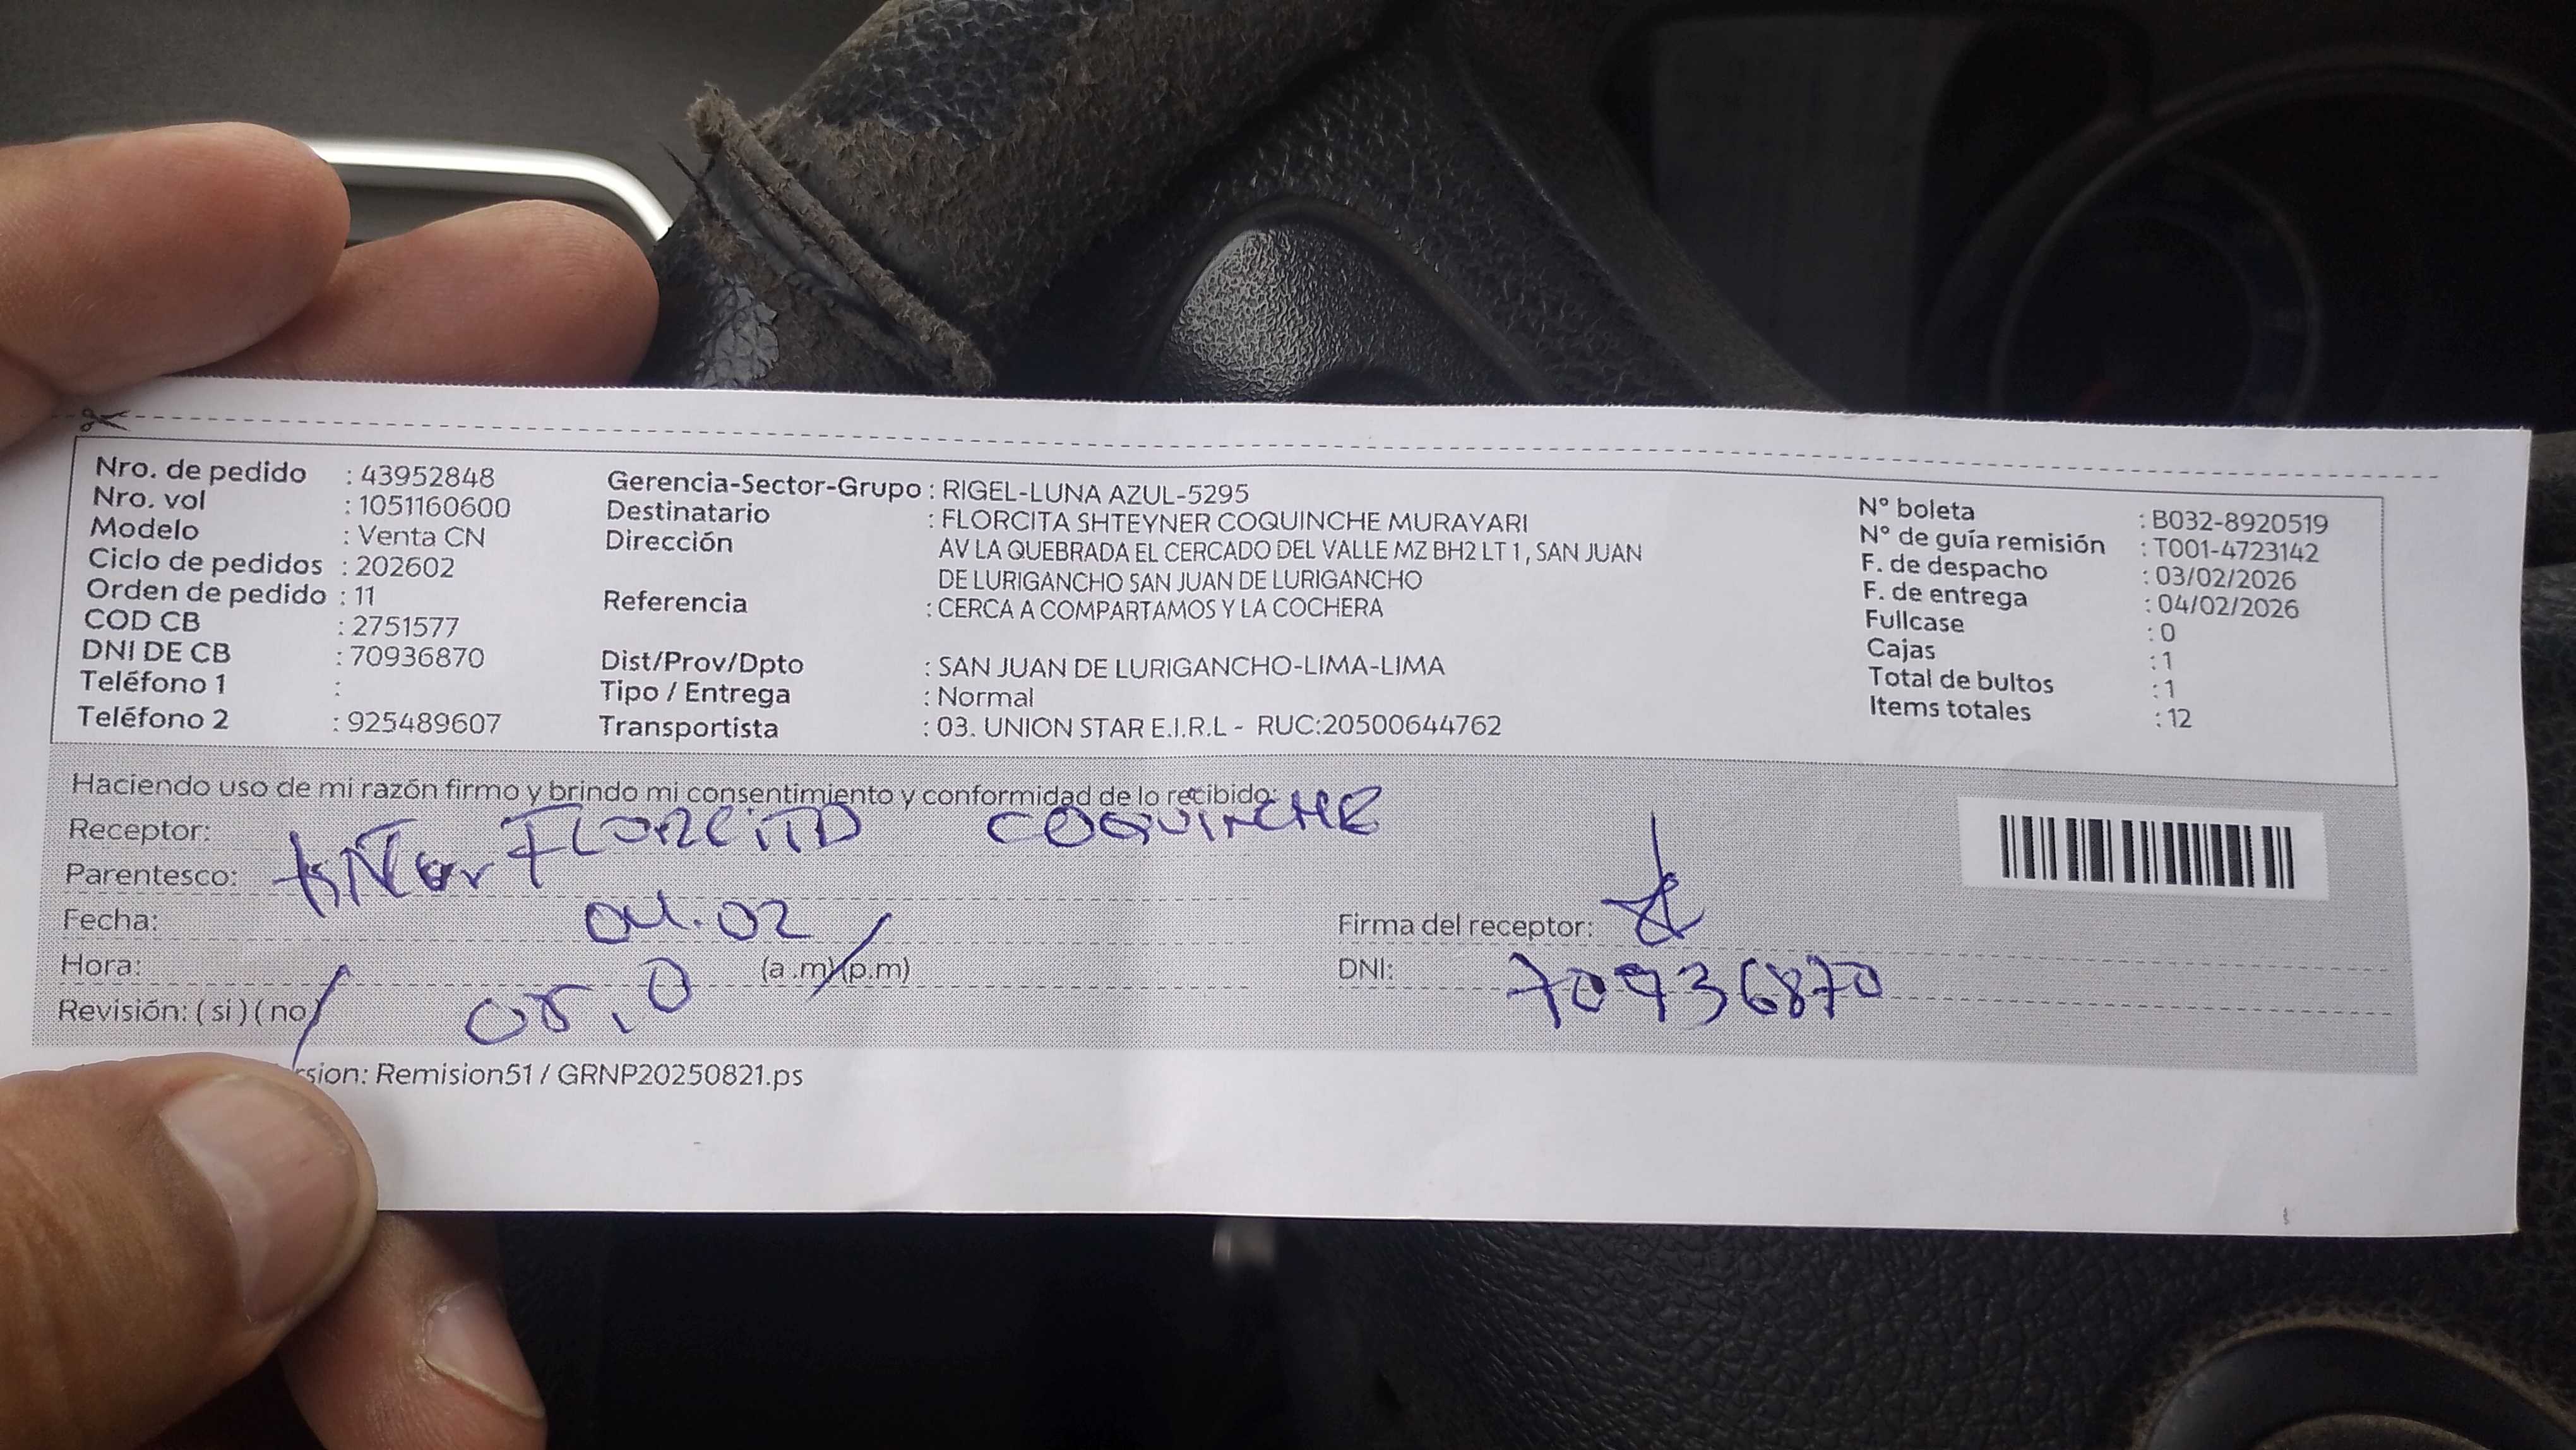 Nro. de pedido : 43952848
Nro. vol : 1051160600
Modelo : Venta CN
Ciclo de pedidos : 202602
Orden de pedido : 11
COD CB : 2751577
DNI DE CB : 70936870
Teléfono 1 :
Teléfono 2 : 925489607
Gerencia-Sector-Grupo : RIGEL-LUNA AZUL-5295
Destinatario : FLORCITA SHTEYNER COQUINCHE MURAYARI
Dirección AV LA QUEBRADA EL CERCADO DEL VALLE MZ BH2 LT 1, SAN JUAN
DE LURIGANCHO SAN JUAN DE LURIGANCHO
Referencia : CERCA A COMPARTAMOS Y LA COCHERA
Dist/Prov/Dpto : SAN JUAN DE LURIGANCHO-LIMA-LIMA
Tipo / Entrega : Normal
Transportista : 03. UNION STAR E.I.R.L - RUC:20500644762
N° boleta : B032-8920519
N° de guía remisión : T001-4723142
F. de despacho : 03/02/2026
F. de entrega : 04/02/2026
Fullcase : 0
Cajas : 1
Total de bultos : 1
Items totales : 12
Haciendo uso de mi razón firmo y brindo mi consentimiento y conformidad de lo recibido:
Receptor: FLORCITA COQUINCHE
Parentesco:
Fecha: 04.02
Hora: (a.m)(p.m)
Revisión: (si) (no)
Firma del receptor:
DNI: 70936870
rsion: Remision51 / GRNP20250821.ps